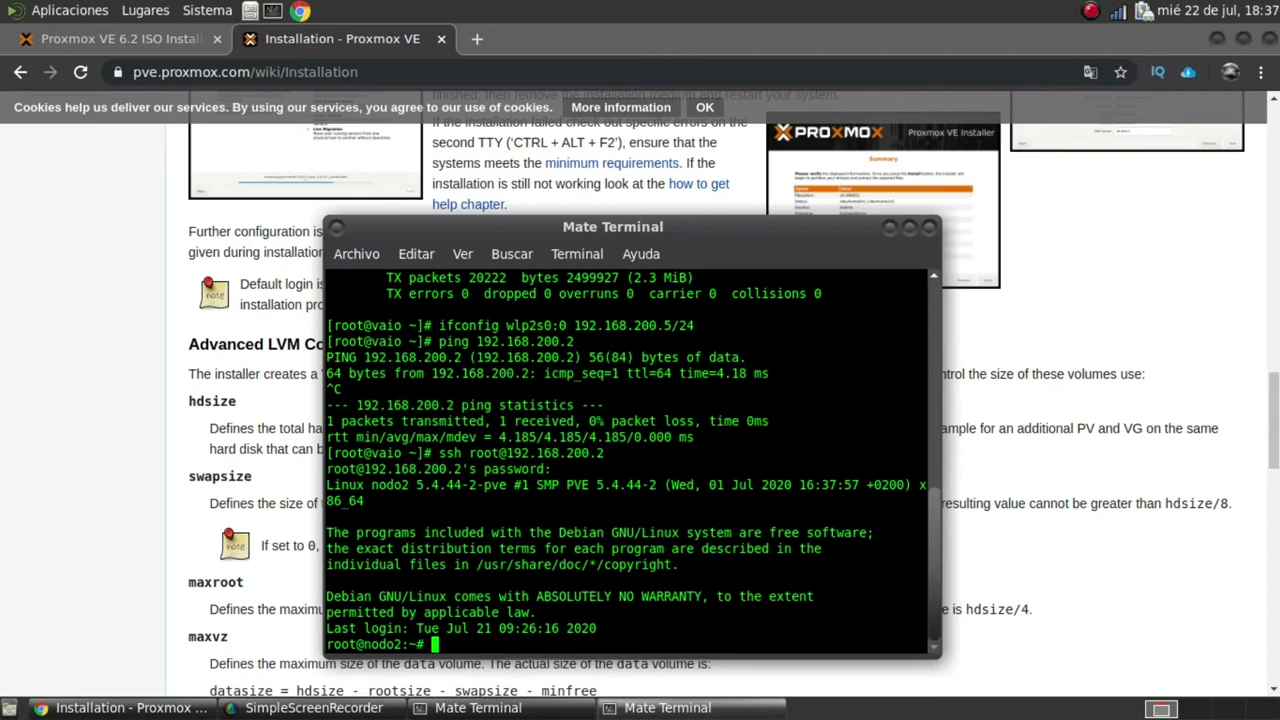 Aplicaciones Lugares Sistema mié 22 de jul, 18:37
Proxmox VE 6.2 ISO Instal Installation - Proxmox VE
pve.proxmox.com/wiki/Installation IQ
finished; then remove the installation medium and restart your system.
Cookies help us deliver our services. By using our services, you agree to our use of cookies. More information OK
If the installation failed check out specific errors on the
second TTY ('CTRL + ALT + F2'), ensure that the
systems meets the minimum requirements. If the
installation is still not working look at the how to get
help chapter.
PROXMOX Proxmox VE Installer
Summary
Further configuration is
given during installation
note
Default login is
installation pro
Advanced LVM Co
The installer creates a
ntrol the size of these volumes use:
hdsize
Defines the total ha
ample for an additional PV and VG on the same
hard disk that can b
swapsize
Defines the size of
resulting value cannot be greater than hdsize/8.
note
If set to 0,
maxroot
Defines the maximu
e is hdsize/4.
maxvz
Defines the maximum size of the data volume. The actual size of the data volume is:
datasize = hdsize - rootsize - swapsize - minfree
Mate Terminal
Archivo Editar Ver Buscar Terminal Ayuda
TX packets 20222 bytes 2499927 (2.3 MiB)
TX errors 0 dropped 0 overruns 0 carrier 0 collisions 0
[root@vaio ~]# ifconfig wlp2s0:0 192.168.200.5/24
[root@vaio ~]# ping 192.168.200.2
PING 192.168.200.2 (192.168.200.2) 56(84) bytes of data.
64 bytes from 192.168.200.2: icmp_seq=1 ttl=64 time=4.18 ms
^C
--- 192.168.200.2 ping statistics ---
1 packets transmitted, 1 received, 0% packet loss, time 0ms
rtt min/avg/max/mdev = 4.185/4.185/4.185/0.000 ms
[root@vaio ~]# ssh root@192.168.200.2
root@192.168.200.2's password:
Linux nodo2 5.4.44-2-pve #1 SMP PVE 5.4.44-2 (Wed, 01 Jul 2020 16:37:57 +0200) x
86_64
The programs included with the Debian GNU/Linux system are free software;
the exact distribution terms for each program are described in the
individual files in /usr/share/doc/*/copyright.
Debian GNU/Linux comes with ABSOLUTELY NO WARRANTY, to the extent
permitted by applicable law.
Last login: Tue Jul 21 09:26:16 2020
root@nodo2:~#
Installation - Proxmox ... SimpleScreenRecorder Mate Terminal Mate Terminal